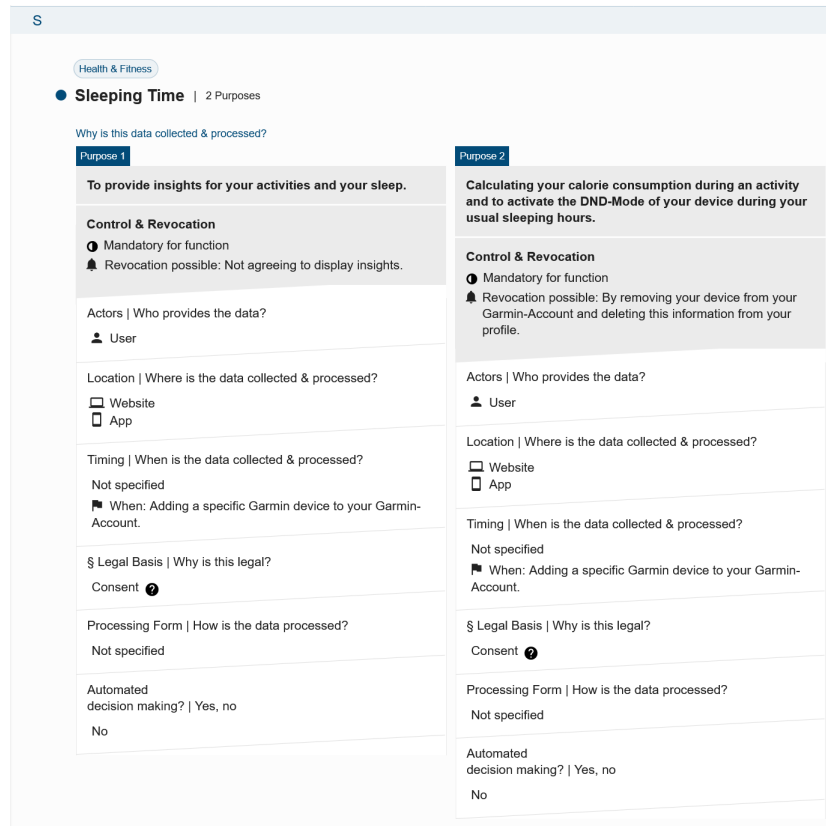 S
Health & Fitness
Sleeping Time | 2 Purposes
Why is this data collected & processed?
Purpose 1
To provide insights for your activities and your sleep.
Control & Revocation
Mandatory for function
Revocation possible: Not agreeing to display insights.
Actors | Who provides the data?
User
Location | Where is the data collected & processed?
Website
App
Timing | When is the data collected & processed?
Not specified
When: Adding a specific Garmin device to your Garmin-
Account.
§ Legal Basis | Why is this legal?
Consent ?
Processing Form | How is the data processed?
Not specified
Automated
decision making? | Yes, no
No
Purpose 2
Calculating your calorie consumption during an activity
and to activate the DND-Mode of your device during your
usual sleeping hours.
Control & Revocation
Mandatory for function
Revocation possible: By removing your device from your
Garmin-Account and deleting this information from your
profile.
Actors | Who provides the data?
User
Location | Where is the data collected & processed?
Website
App
Timing | When is the data collected & processed?
Not specified
When: Adding a specific Garmin device to your Garmin-
Account.
§ Legal Basis | Why is this legal?
Consent ?
Processing Form | How is the data processed?
Not specified
Automated
decision making? | Yes, no
No